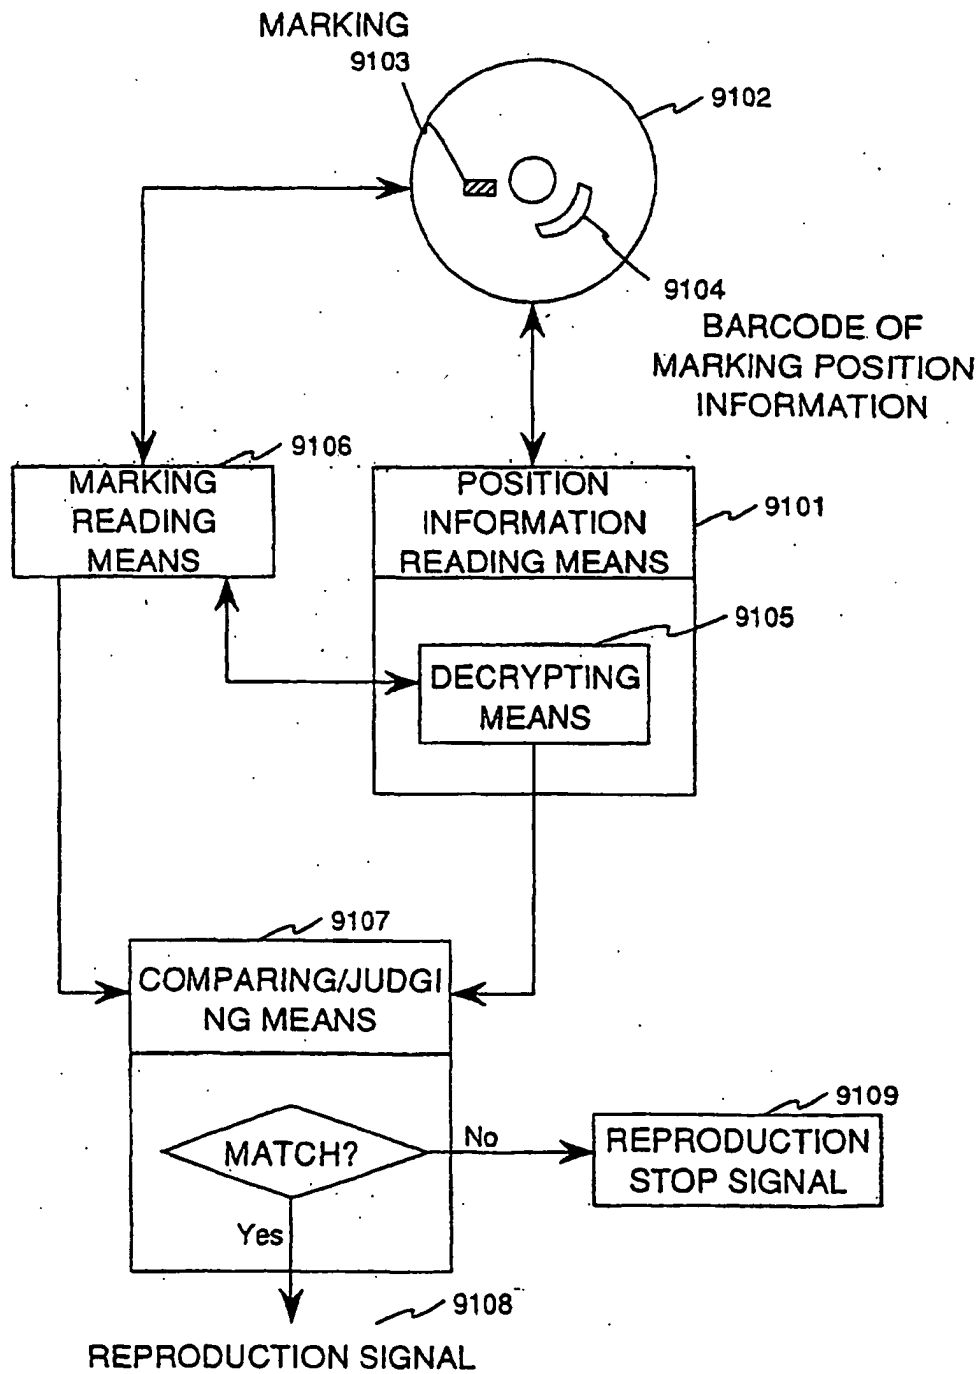 MARKING
9103
9102
9104
BARCODE OF
MARKING POSITION
INFORMATION
9106
MARKING
READING
MEANS
POSITION
INFORMATION
READING MEANS
9101
9105
DECRYPTING
MEANS
9107
COMPARING/JUDGI
NG MEANS
MATCH?
No
9109
REPRODUCTION
STOP SIGNAL
Yes
9108
REPRODUCTION SIGNAL